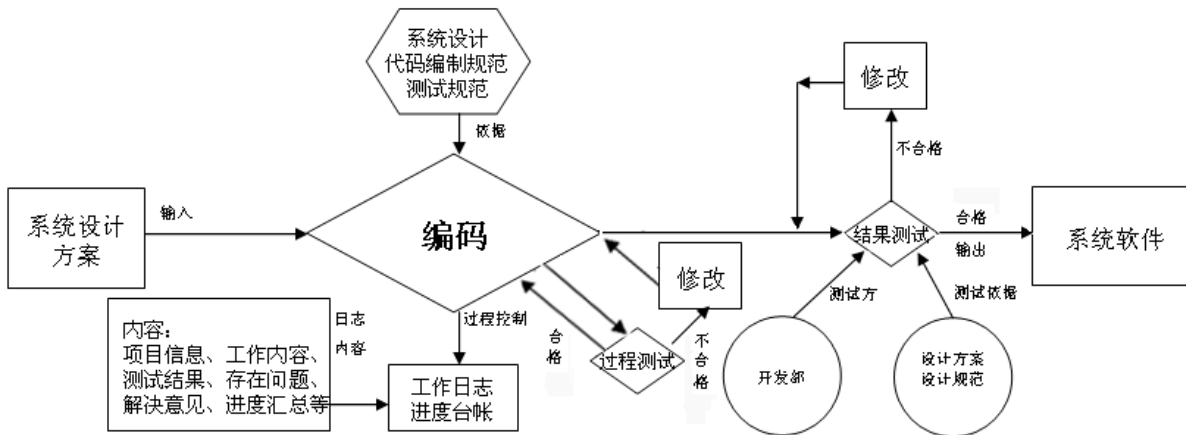 系统设计
代码编制规范
测试规范
依据
修改
不合格
系统设计
方案
输入
编码
结果测试
合格
输出
系统软件
修改
测试方
测试依据
内容：
项目信息、工作内容、
测试结果、存在问题、
解决意见、进度汇总等
日志
内容
过程控制
合格
过程测试
不合格
工作日志
进度台帐
开发部
设计方案
设计规范